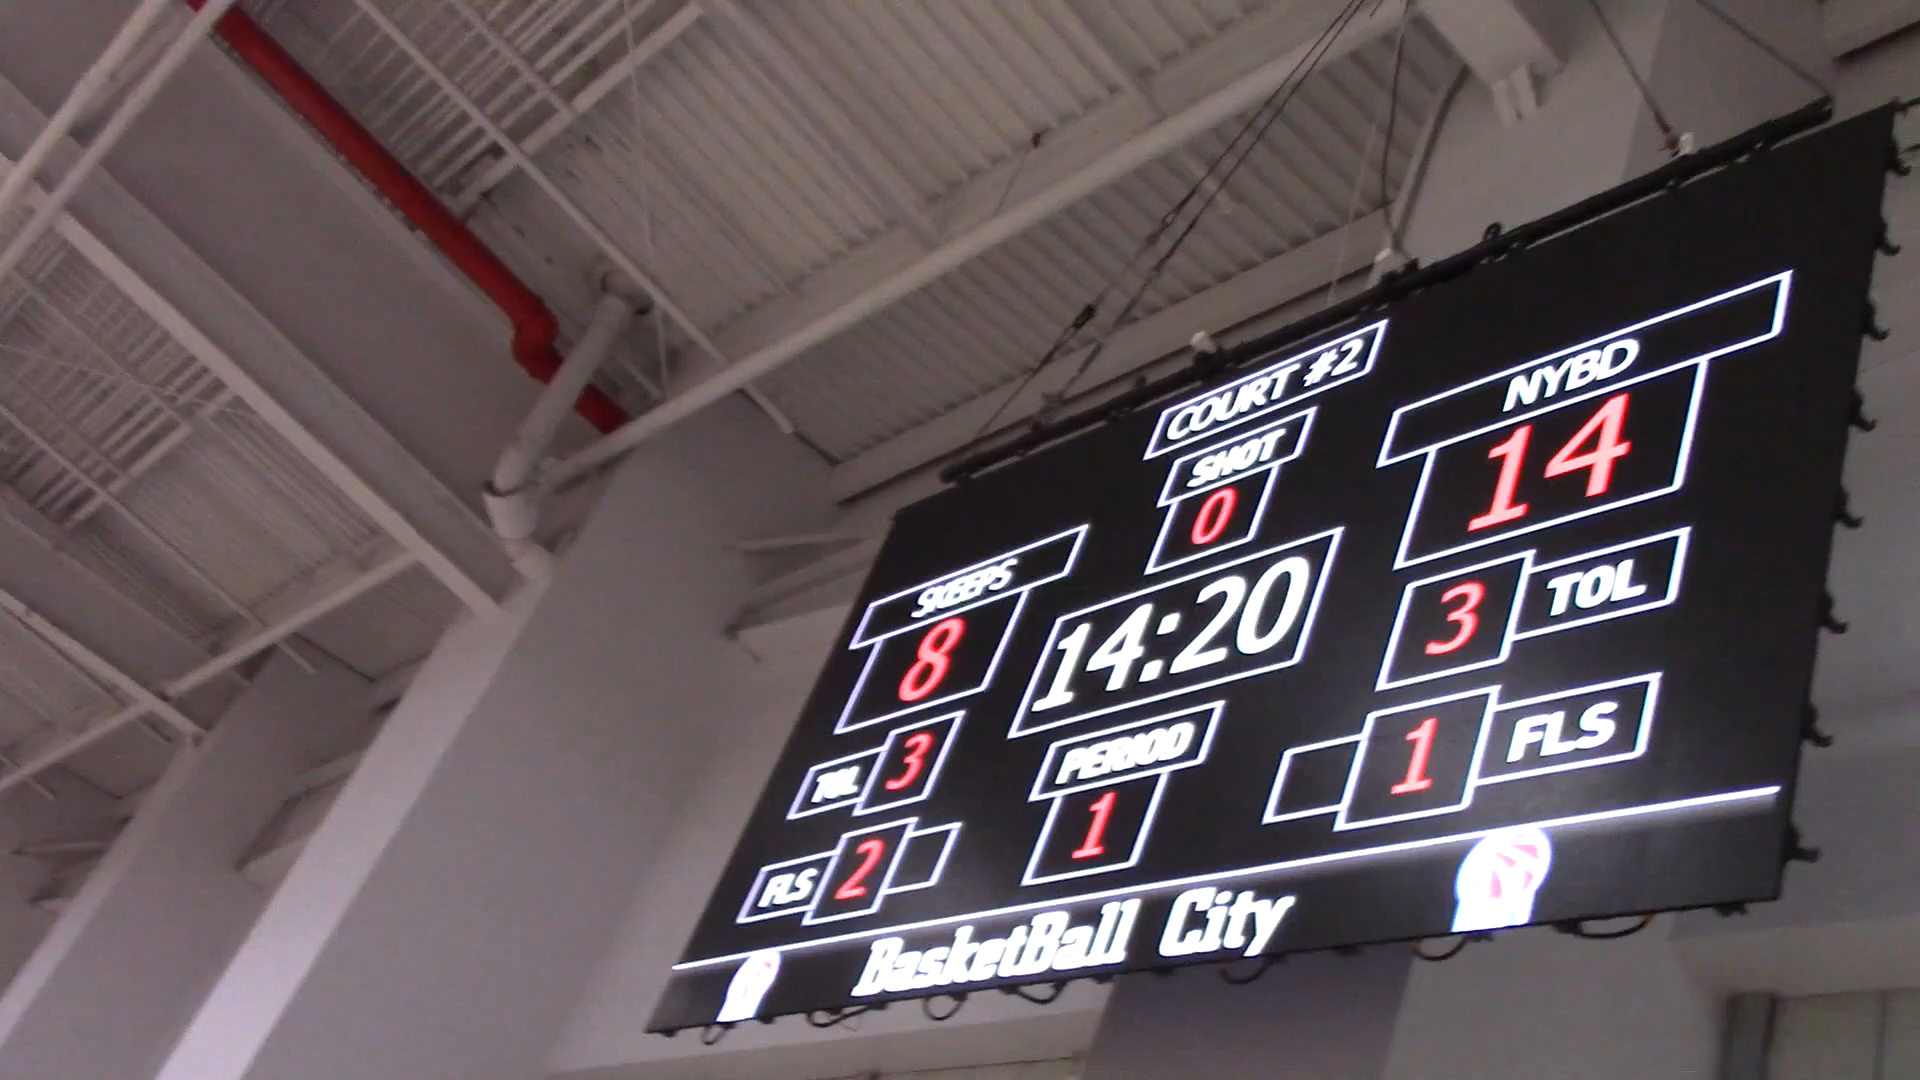 COURT #2
SHOT
0
SKEEPS
8
NYBD
14
14:20
TOL 3
3 TOL
PERIOD
1
FLS 2
1 FLS
BasketBall City